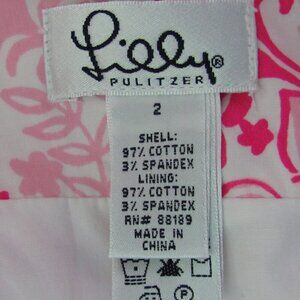 Lilly®
PULITZER
2
SHELL:
97% COTTON
3% SPANDEX
LINING:
97% COTTON
3% SPANDEX
RN# 88189
MADE IN
CHINA
P